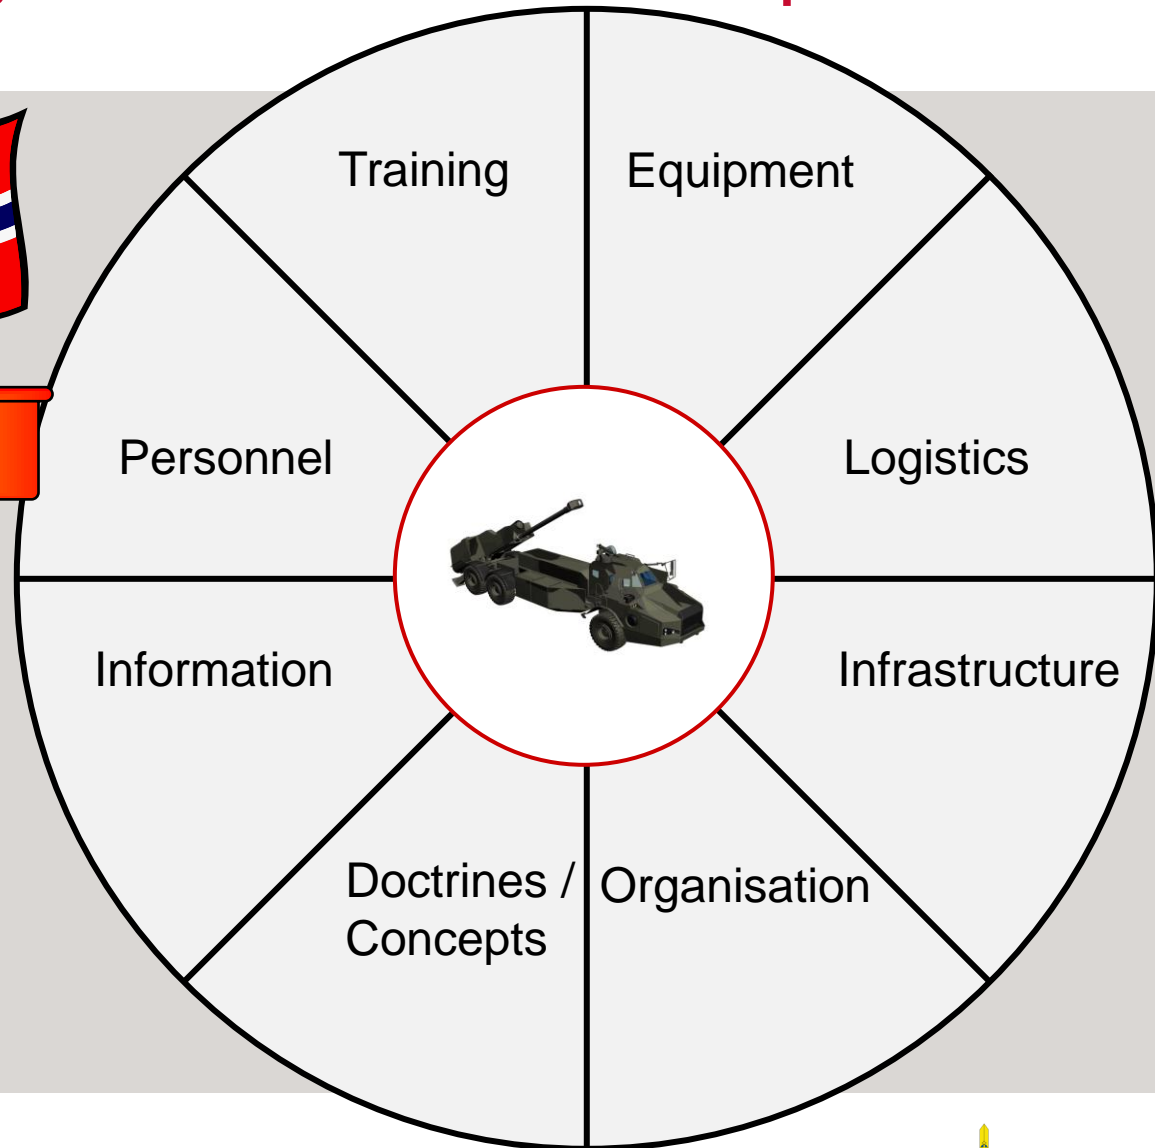 Training
Equipment
Personnel
Logistics
Information
Infrastructure
Doctrines /
Concepts
Organisation